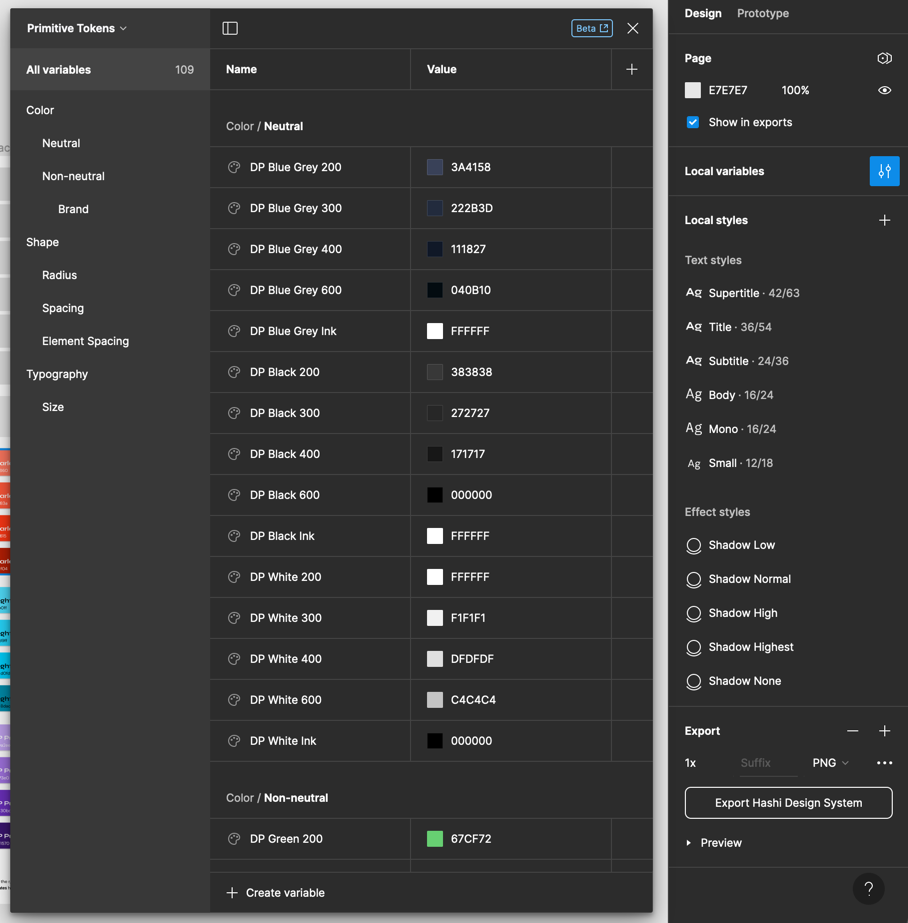 Primitive Tokens
Beta
All variables 109
Color
Neutral
Non-neutral
Brand
Shape
Radius
Spacing
Element Spacing
Typography
Size
Name Value
Color / Neutral
DP Blue Grey 200 3A4158
DP Blue Grey 300 222B3D
DP Blue Grey 400 111827
DP Blue Grey 600 040B10
DP Blue Grey Ink FFFFFF
DP Black 200 383838
DP Black 300 272727
DP Black 400 171717
DP Black 600 000000
DP Black Ink FFFFFF
DP White 200 FFFFFF
DP White 300 F1F1F1
DP White 400 DFDFDF
DP White 600 C4C4C4
DP White Ink 000000
Color / Non-neutral
DP Green 200 67CF72
Create variable
Design Prototype
Page
E7E7E7 100%
Show in exports
Local variables
Local styles
Text styles
Ag Supertitle · 42/63
Ag Title · 36/54
Ag Subtitle · 24/36
Ag Body · 16/24
Ag Mono · 16/24
Ag Small · 12/18
Effect styles
Shadow Low
Shadow Normal
Shadow High
Shadow Highest
Shadow None
Export
1x Suffix PNG
Export Hashi Design System
Preview
?